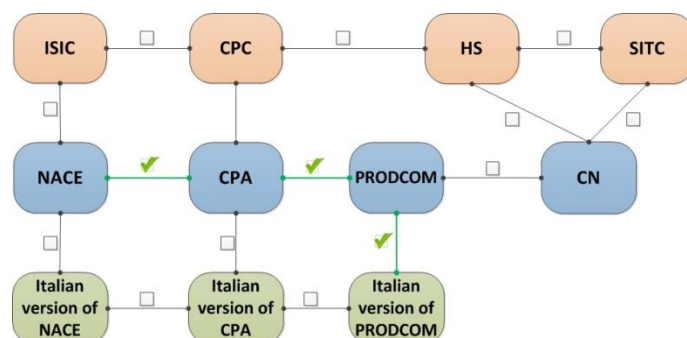 ISIC
CPC
HS
SITC
NACE
CPA
PRODCOM
CN
Italian
version of
NACE
Italian
version of
CPA
Italian
version of
PRODCOM